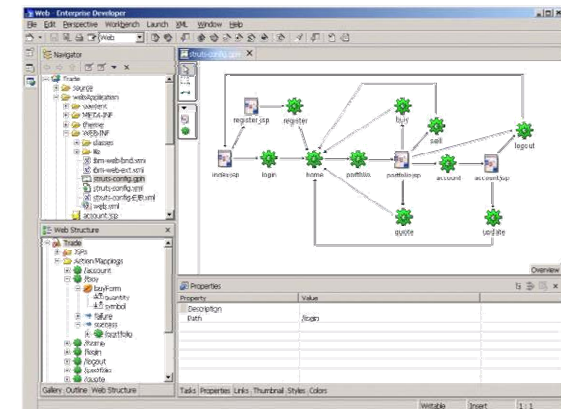 Web - Enterprise Developer
File Edit Perspective Workbench Launch XML Window Help
Web
Navigator
Trade
source
webApplication
META-INF
theme
WEB-INF
classes
lib
ibm-web-bnd.xmi
ibm-web-ext.xmi
struts-config.gph
struts-config.xml
struts-config-EJB.xml
web.xml
account.jsp
struts-config.gph
register.jsp
register
buy
sell
logout
index.jsp
login
home
portfolio
portfolio.jsp
account
account.jsp
quote
update
Overview
Web Structure
Trade
JSPs
Action Mappings
/account
/buy
buyForm
quantity
symbol
failure
success
/portfolio
/home
/login
/logout
/portfolio
/quote
Gallery Outline Web Structure
Properties
Property Value
Description
Path /login
Tasks Properties Links Thumbnail Styles Colors
Writable Insert 1 : 1